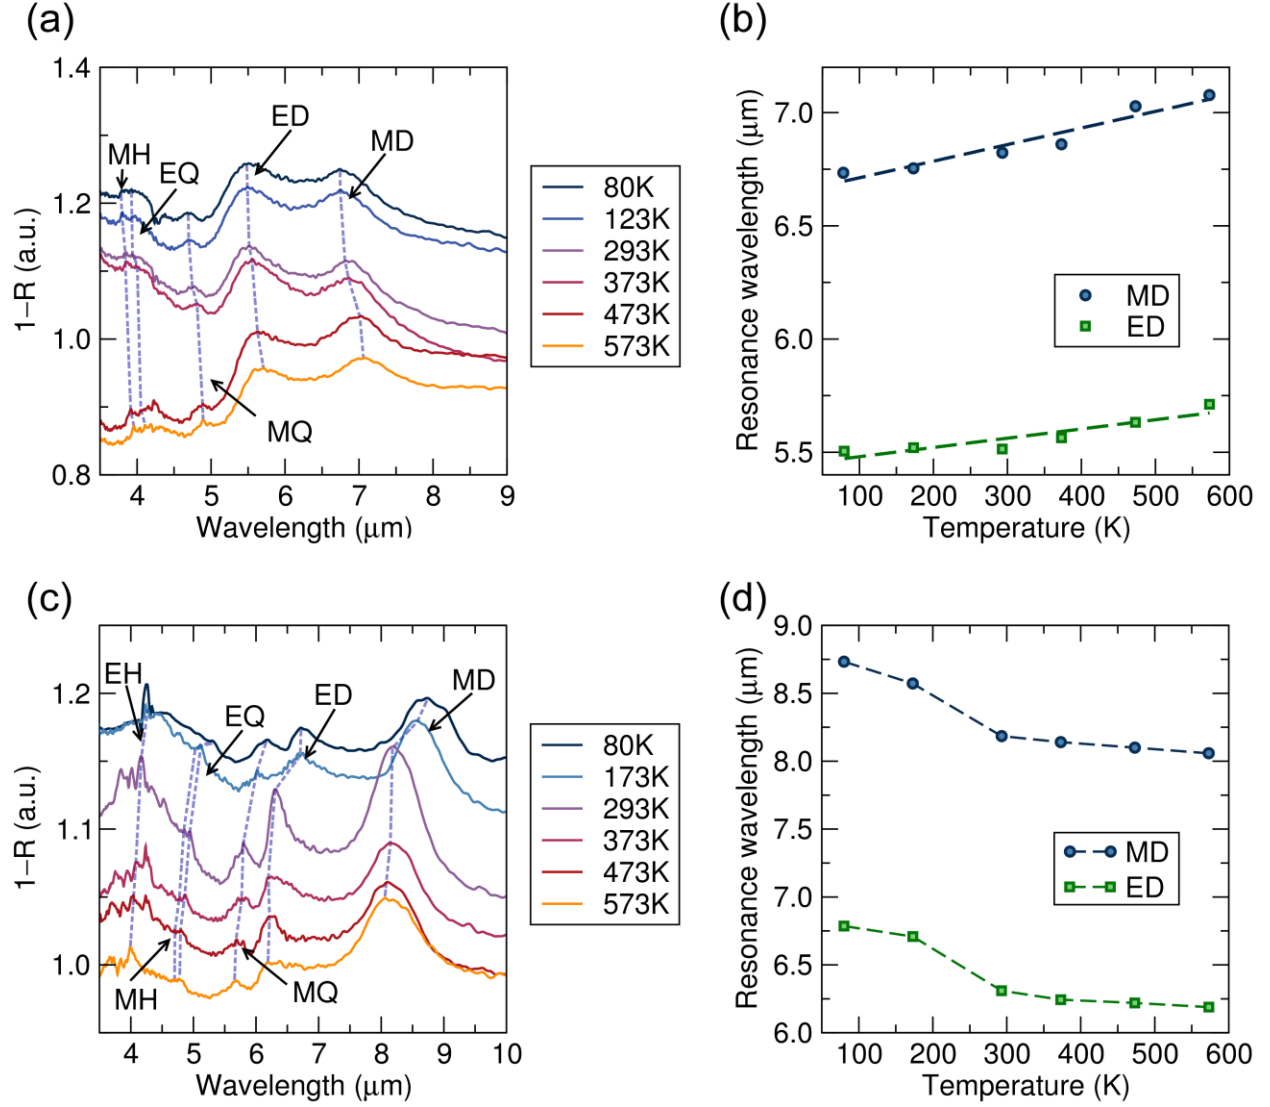 (a)
1.4
1.3
1.2
1.1
1.0
0.8
1−R (a.u.)
MH
EQ
ED
MD
MQ
4 5 6 7 8 9
Wavelength (μm)
80K
123K
293K
373K
473K
573K
(b)
7.0
6.5
6.0
5.5
Resonance wavelength (μm)
MD
ED
100 200 300 400 500 600
Temperature (K)
(c)
1.2
1.1
1.0
1−R (a.u.)
EH
EQ
ED
MD
MH
MQ
4 5 6 7 8 9 10
Wavelength (μm)
80K
173K
293K
373K
473K
573K
(d)
9.0
8.5
8.0
7.5
7.0
6.5
6.0
Resonance wavelength (μm)
MD
ED
100 200 300 400 500 600
Temperature (K)